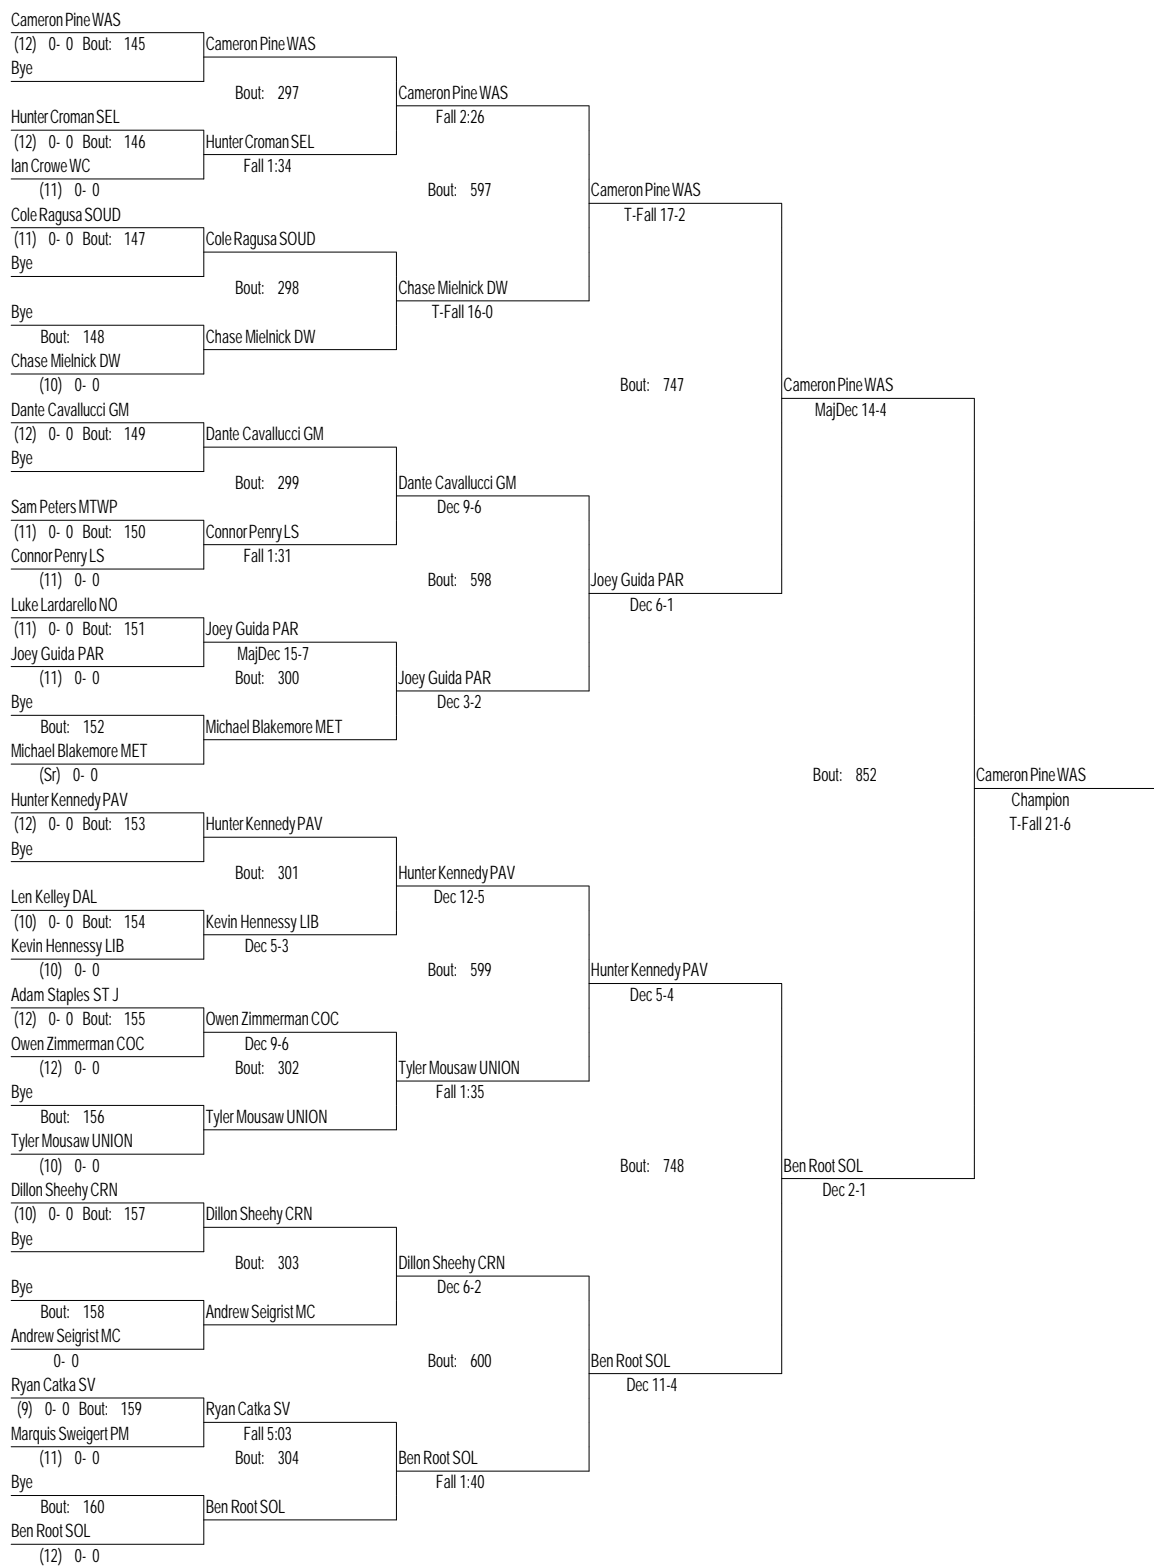 Cameron Pine WAS
(12) 0- 0 Bout: 145 Cameron Pine WAS
Bye
Bout: 297 Cameron Pine WAS
Hunter Croman SEL Fall 2:26
(12) 0- 0 Bout: 146 Hunter Croman SEL
Ian Crowe WC Fall 1:34
(11) 0- 0 Bout: 597 Cameron Pine WAS
Cole Ragusa SOUD T-Fall 17-2
(11) 0- 0 Bout: 147 Cole Ragusa SOUD
Bye
Bout: 298 Chase Mielnick DW
Bye T-Fall 16-0
Bout: 148 Chase Mielnick DW
Chase Mielnick DW
(10) 0- 0 Bout: 747 Cameron Pine WAS
Dante Cavallucci GM MajDec 14-4
(12) 0- 0 Bout: 149 Dante Cavallucci GM
Bye
Bout: 299 Dante Cavallucci GM
Sam Peters MTWP Dec 9-6
(11) 0- 0 Bout: 150 Connor Penry LS
Connor Penry LS Fall 1:31
(11) 0- 0 Bout: 598 Joey Guida PAR
Luke Lardarello NO Dec 6-1
(11) 0- 0 Bout: 151 Joey Guida PAR
Joey Guida PAR MajDec 15-7
(11) 0- 0 Bout: 300 Joey Guida PAR
Bye Dec 3-2
Bout: 152 Michael Blakemore MET
Michael Blakemore MET
(Sr) 0- 0 Bout: 852 Cameron Pine WAS
Hunter Kennedy PAV Champion
(12) 0- 0 Bout: 153 Hunter Kennedy PAV T-Fall 21-6
Bye
Bout: 301 Hunter Kennedy PAV
Len Kelley DAL Dec 12-5
(10) 0- 0 Bout: 154 Kevin Hennessy LIB
Kevin Hennessy LIB Dec 5-3
(10) 0- 0 Bout: 599 Hunter Kennedy PAV
Adam Staples ST J Dec 5-4
(12) 0- 0 Bout: 155 Owen Zimmerman COC
Owen Zimmerman COC Dec 9-6
(12) 0- 0 Bout: 302 Tyler Mousaw UNION
Bye Fall 1:35
Bout: 156 Tyler Mousaw UNION
Tyler Mousaw UNION
(10) 0- 0 Bout: 748 Ben Root SOL
Dillon Sheehy CRN Dec 2-1
(10) 0- 0 Bout: 157 Dillon Sheehy CRN
Bye
Bout: 303 Dillon Sheehy CRN
Bye Dec 6-2
Bout: 158 Andrew Seigrist MC
Andrew Seigrist MC
0- 0 Bout: 600 Ben Root SOL
Ryan Catka SV Dec 11-4
(9) 0- 0 Bout: 159 Ryan Catka SV
Marquis Sweigert PM Fall 5:03
(11) 0- 0 Bout: 304 Ben Root SOL
Bye Fall 1:40
Bout: 160 Ben Root SOL
Ben Root SOL
(12) 0- 0